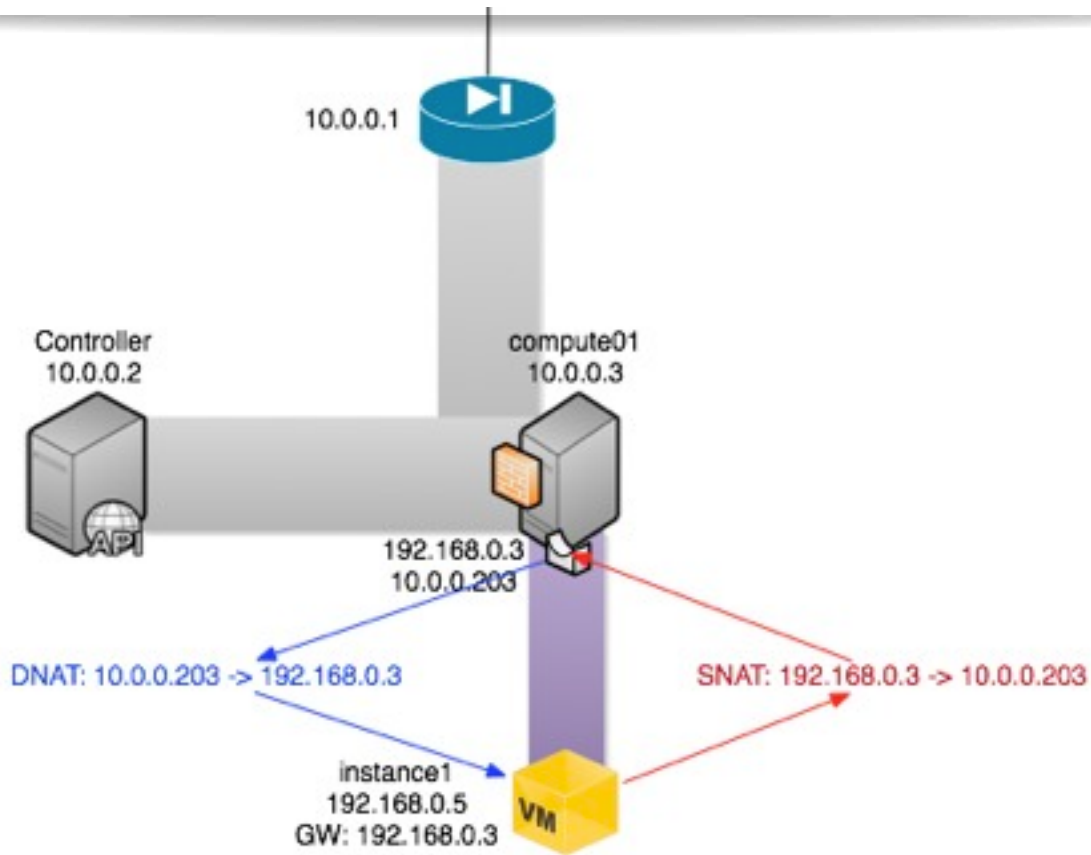 10.0.0.1
Controller
10.0.0.2
compute01
10.0.0.3
API
192.168.0.3
10.0.0.203
DNAT: 10.0.0.203 -> 192.168.0.3
SNAT: 192.168.0.3 -> 10.0.0.203
instance1
192.168.0.5
GW: 192.168.0.3
VM